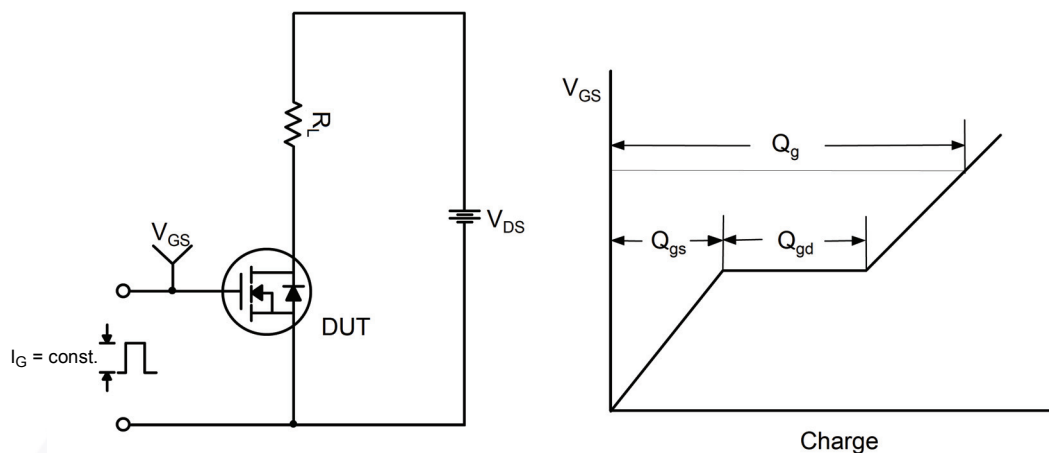 R_L
V_DS
V_GS
DUT
I_G = const.
V_GS
Q_g
Q_gs
Q_gd
Charge